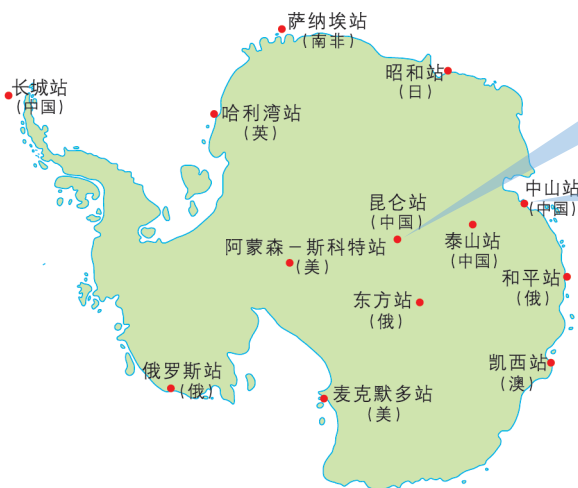 萨纳埃站
(南非)
昭和站
(日)
长城站
(中国)
哈利湾站
(英)
中山站
(中国)
昆仑站
(中国)
泰山站
(中国)
阿蒙森－斯科特站
(美)
和平站
(俄)
东方站
(俄)
凯西站
(澳)
俄罗斯站
(俄)
麦克默多站
(美)